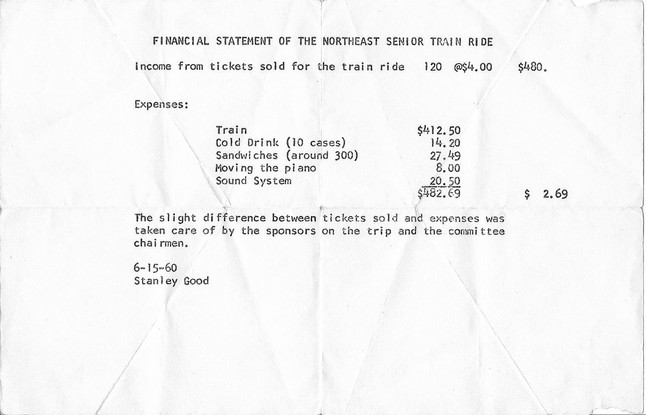 FINANCIAL STATEMENT OF THE NORTHEAST SENIOR TRAIN RIDE
Income from tickets sold for the train ride 120 @$4.00 $480.
Expenses:
Train $412.50
Cold Drink (10 cases) 14.20
Sandwiches (around 300) 27.49
Moving the piano 8.00
Sound System 20.50
$482.69 $ 2.69
The slight difference between tickets sold and expenses was
taken care of by the sponsors on the trip and the committee
chairmen.
6-15-60
Stanley Good